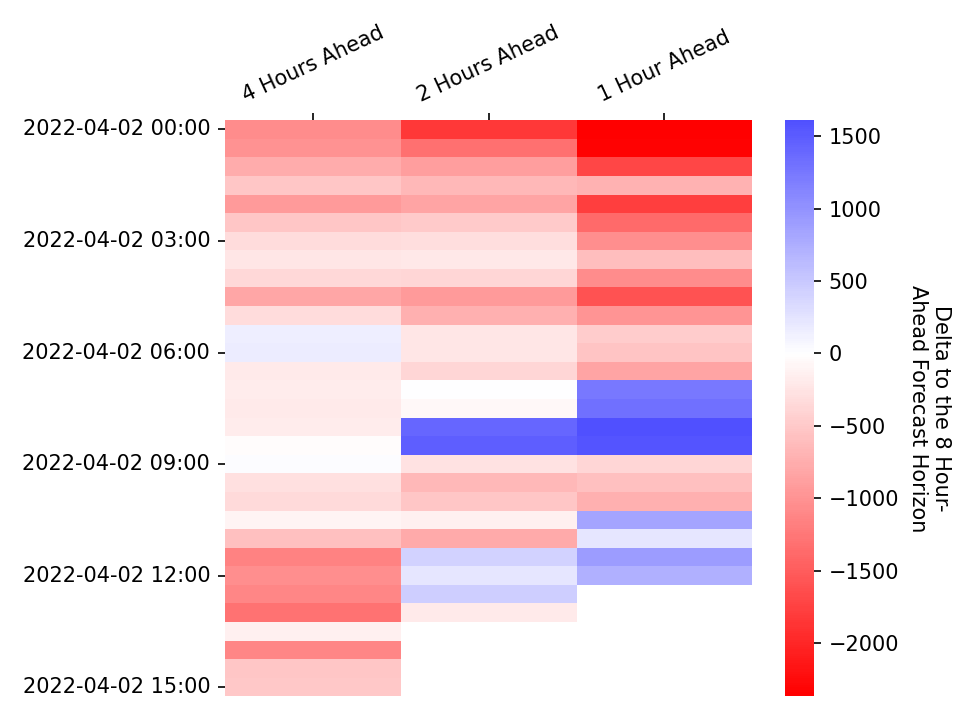 4 Hours Ahead
2 Hours Ahead
1 Hour Ahead
2022-04-02 00:00
2022-04-02 03:00
2022-04-02 06:00
2022-04-02 09:00
2022-04-02 12:00
2022-04-02 15:00
1500
1000
500
0
−500
−1000
−1500
−2000
Delta to the 8 Hour-
Ahead Forecast Horizon